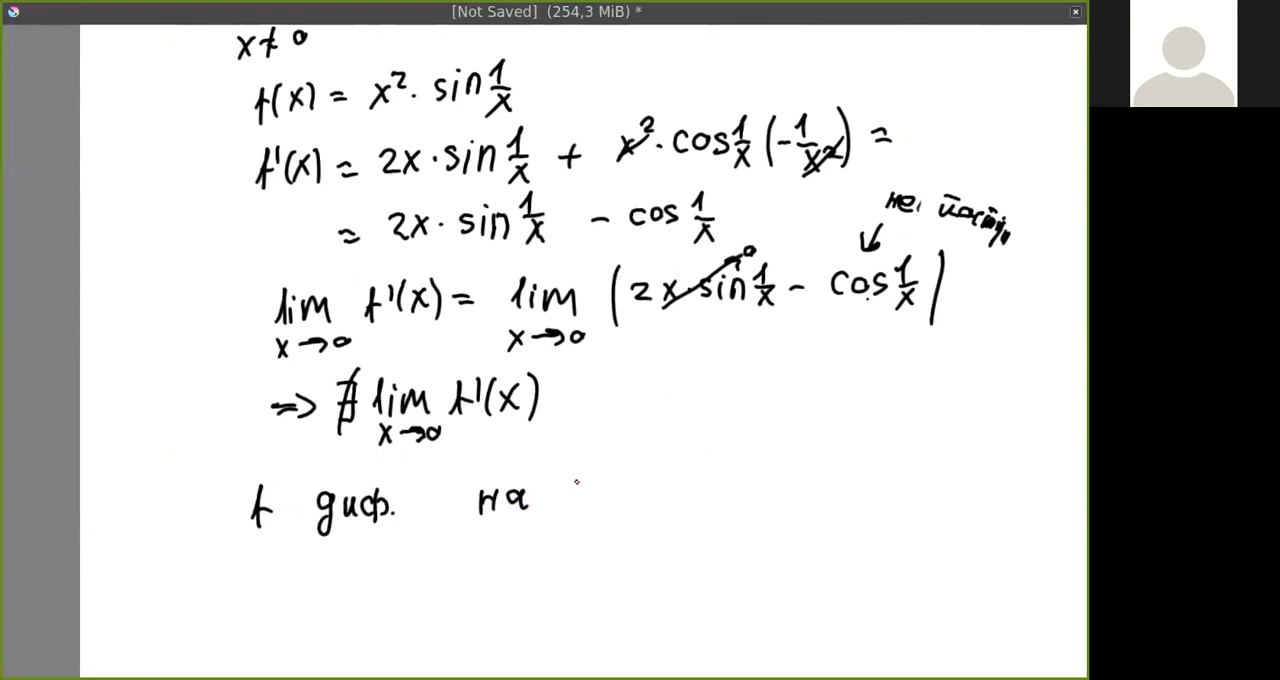 [Not Saved] (254,3 MiB) *
x ≠ 0
f(x) = x² · sin 1/x
f'(x) = 2x · sin 1/x + x² · cos 1/x (-1/x²) =
= 2x · sin 1/x - cos 1/x
lim x→0 f'(x) = lim x→0 (2x · sin 1/x - cos 1/x)
0
=> ∄ lim x→0 f'(x)
f диф. на